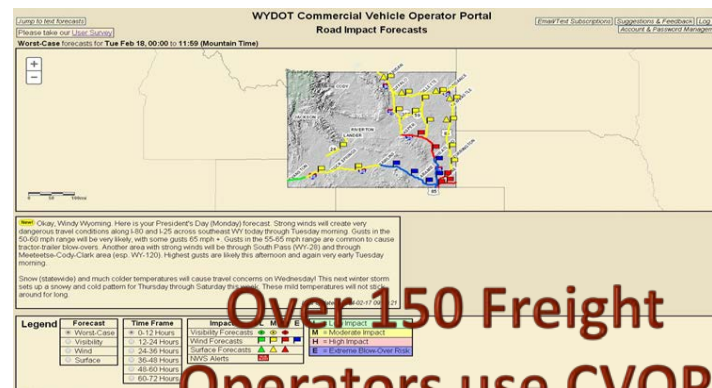 Jump to text forecasts
WYDOT Commercial Vehicle Operator Portal
Email/Text Subscriptions Suggestions & Feedback Log
Please take our User Survey
Road Impact Forecasts
Account & Password Managem
Worst-Case forecasts for Tue Feb 18, 00:00 to 11:59 (Mountain Time)
+
−
CODY
JACKSON
RIVERTON
LANDER
New! Okay, Windy Wyoming. Here is your President's Day (Monday) forecast. Strong winds will create very
dangerous travel conditions along I-80 and I-25 across southeast WY today through Tuesday morning. Gusts in the
50-60 mph range will be very likely, with some gusts 65 mph +. Gusts in the 55-65 mph range are common to cause
tractor-trailer blow-overs. Another area with strong winds will be through South Pass (WY-28) and through
Meeteetse-Cody-Clark area (esp. WY-120). Highest gusts are likely this afternoon and again very early Tuesday
morning.
Snow (statewide) and much colder temperatures will cause travel concerns on Wednesday! This next winter storm
sets up a snowy and cold pattern for Thursday through Saturday this week. These mild temperatures will not stick
around for long.
Over 150 Freight
Legend Forecast Time Frame Impact L M E Low Impact
Worst-Case 0-12 Hours Visibility Forecasts M = Moderate Impact
Visibility 12-24 Hours Wind Forecasts H = High Impact
Wind 24-36 Hours Surface Forecasts E = Extreme Blow-Over Risk
Surface 36-48 Hours NWS Alerts
48-60 Hours
60-72 Hours
Operators use CVOP